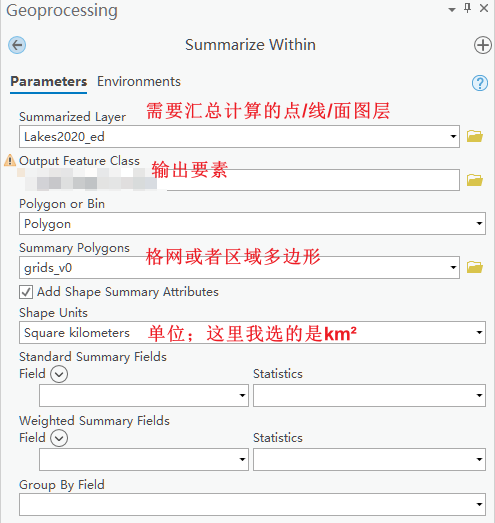 Geoprocessing
Summarize Within
Parameters Environments
Summarized Layer 需要汇总计算的点/线/面图层
Lakes2020_ed
Output Feature Class 输出要素
Polygon or Bin
Polygon
Summary Polygons 格网或者区域多边形
grids_v0
Add Shape Summary Attributes
Shape Units
Square kilometers 单位；这里我选的是km²
Standard Summary Fields
Field Statistics
Weighted Summary Fields
Field Statistics
Group By Field